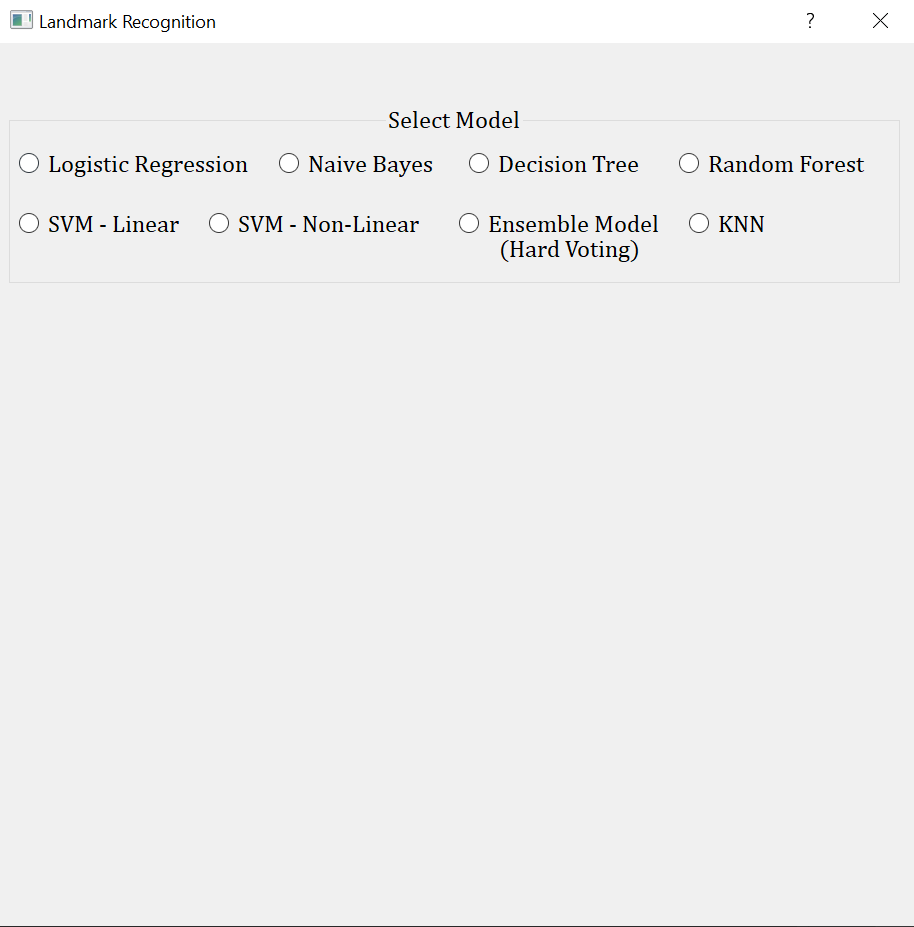 Landmark Recognition ?
Select Model
Logistic Regression Naive Bayes Decision Tree Random Forest
SVM - Linear SVM - Non-Linear Ensemble Model KNN
(Hard Voting)